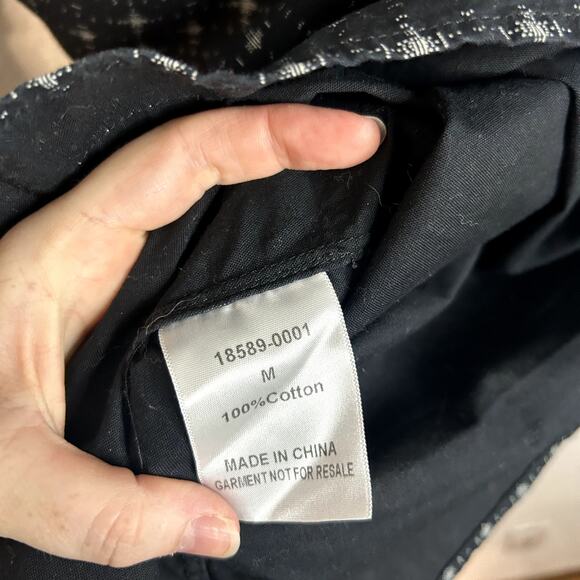 18589-0001
M
100%Cotton
MADE IN CHINA
GARMENT NOT FOR RESALE